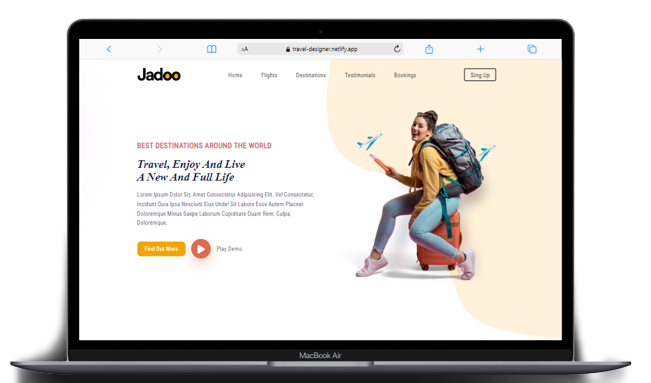 AA travel-designer.netlify.app
Jadoo Home Flights Destinations Testimonials Bookings Sing Up
BEST DESTINATIONS AROUND THE WORLD
Travel, Enjoy And Live
A New And Full Life
Lorem Ipsum Dolor Sit, Amet Consectetur Adipisicing Elit. Vel Consectetur,
Incidunt Quia Ipsa Nesciunt Eius Unde! Sit Labore Esse Autem Placeat
Doloremque Minus Saepe Laborum Cupiditate Quam Rem. Culpa,
Doloremque.
Find Out More Play Demo
MacBook Air